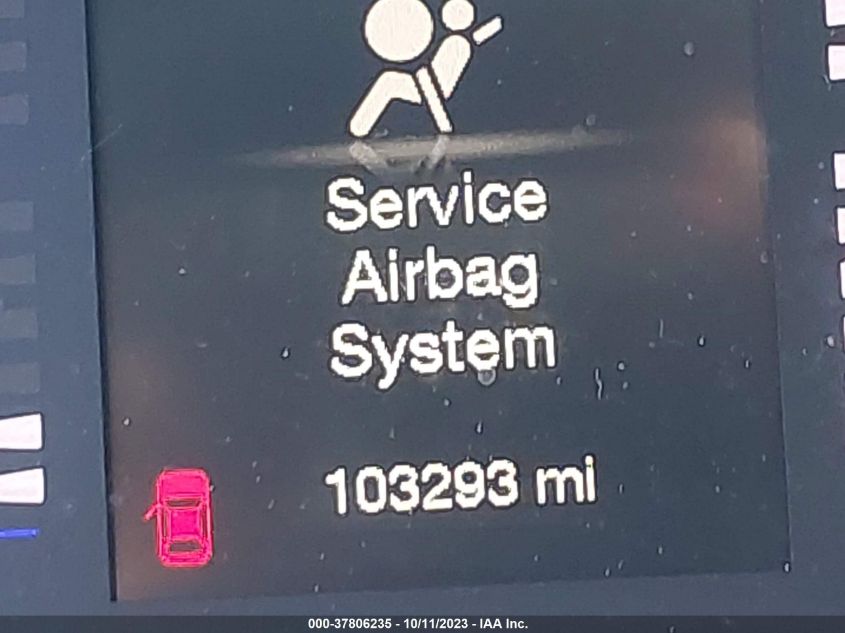 Service
Airbag
System
103293 mi
000-37806235 - 10/11/2023 - IAA Inc.